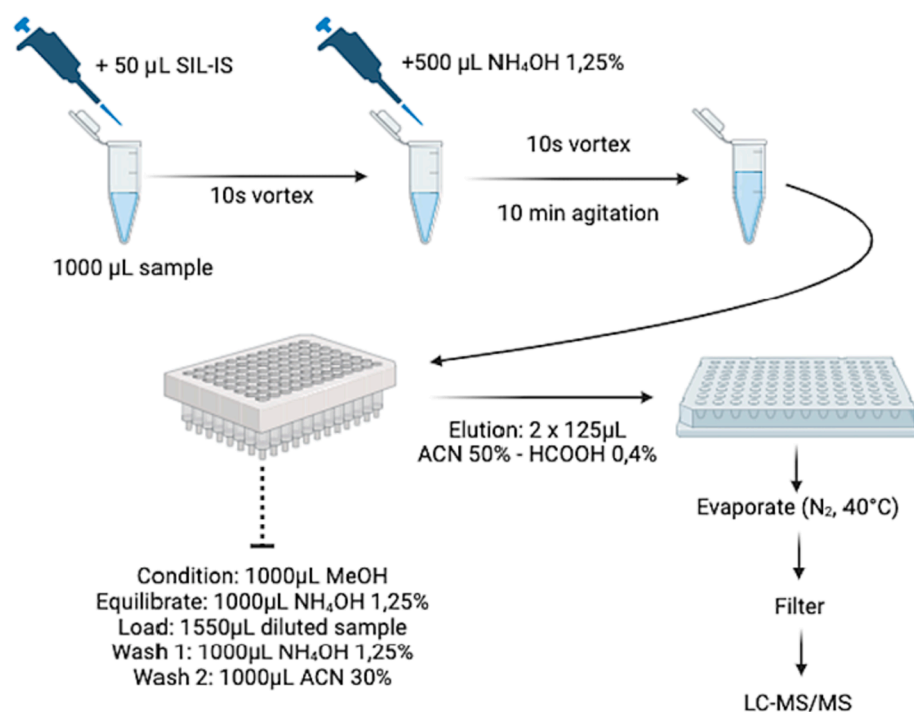 + 50 µL SIL-IS
+500 µL NH₄OH 1,25%
10s vortex
10s vortex
10 min agitation
1000 µL sample
Elution: 2 x 125µL
ACN 50% - HCOOH 0,4%
Evaporate (N₂, 40°C)
Filter
LC-MS/MS
Condition: 1000µL MeOH
Equilibrate: 1000µL NH₄OH 1,25%
Load: 1550µL diluted sample
Wash 1: 1000µL NH₄OH 1,25%
Wash 2: 1000µL ACN 30%